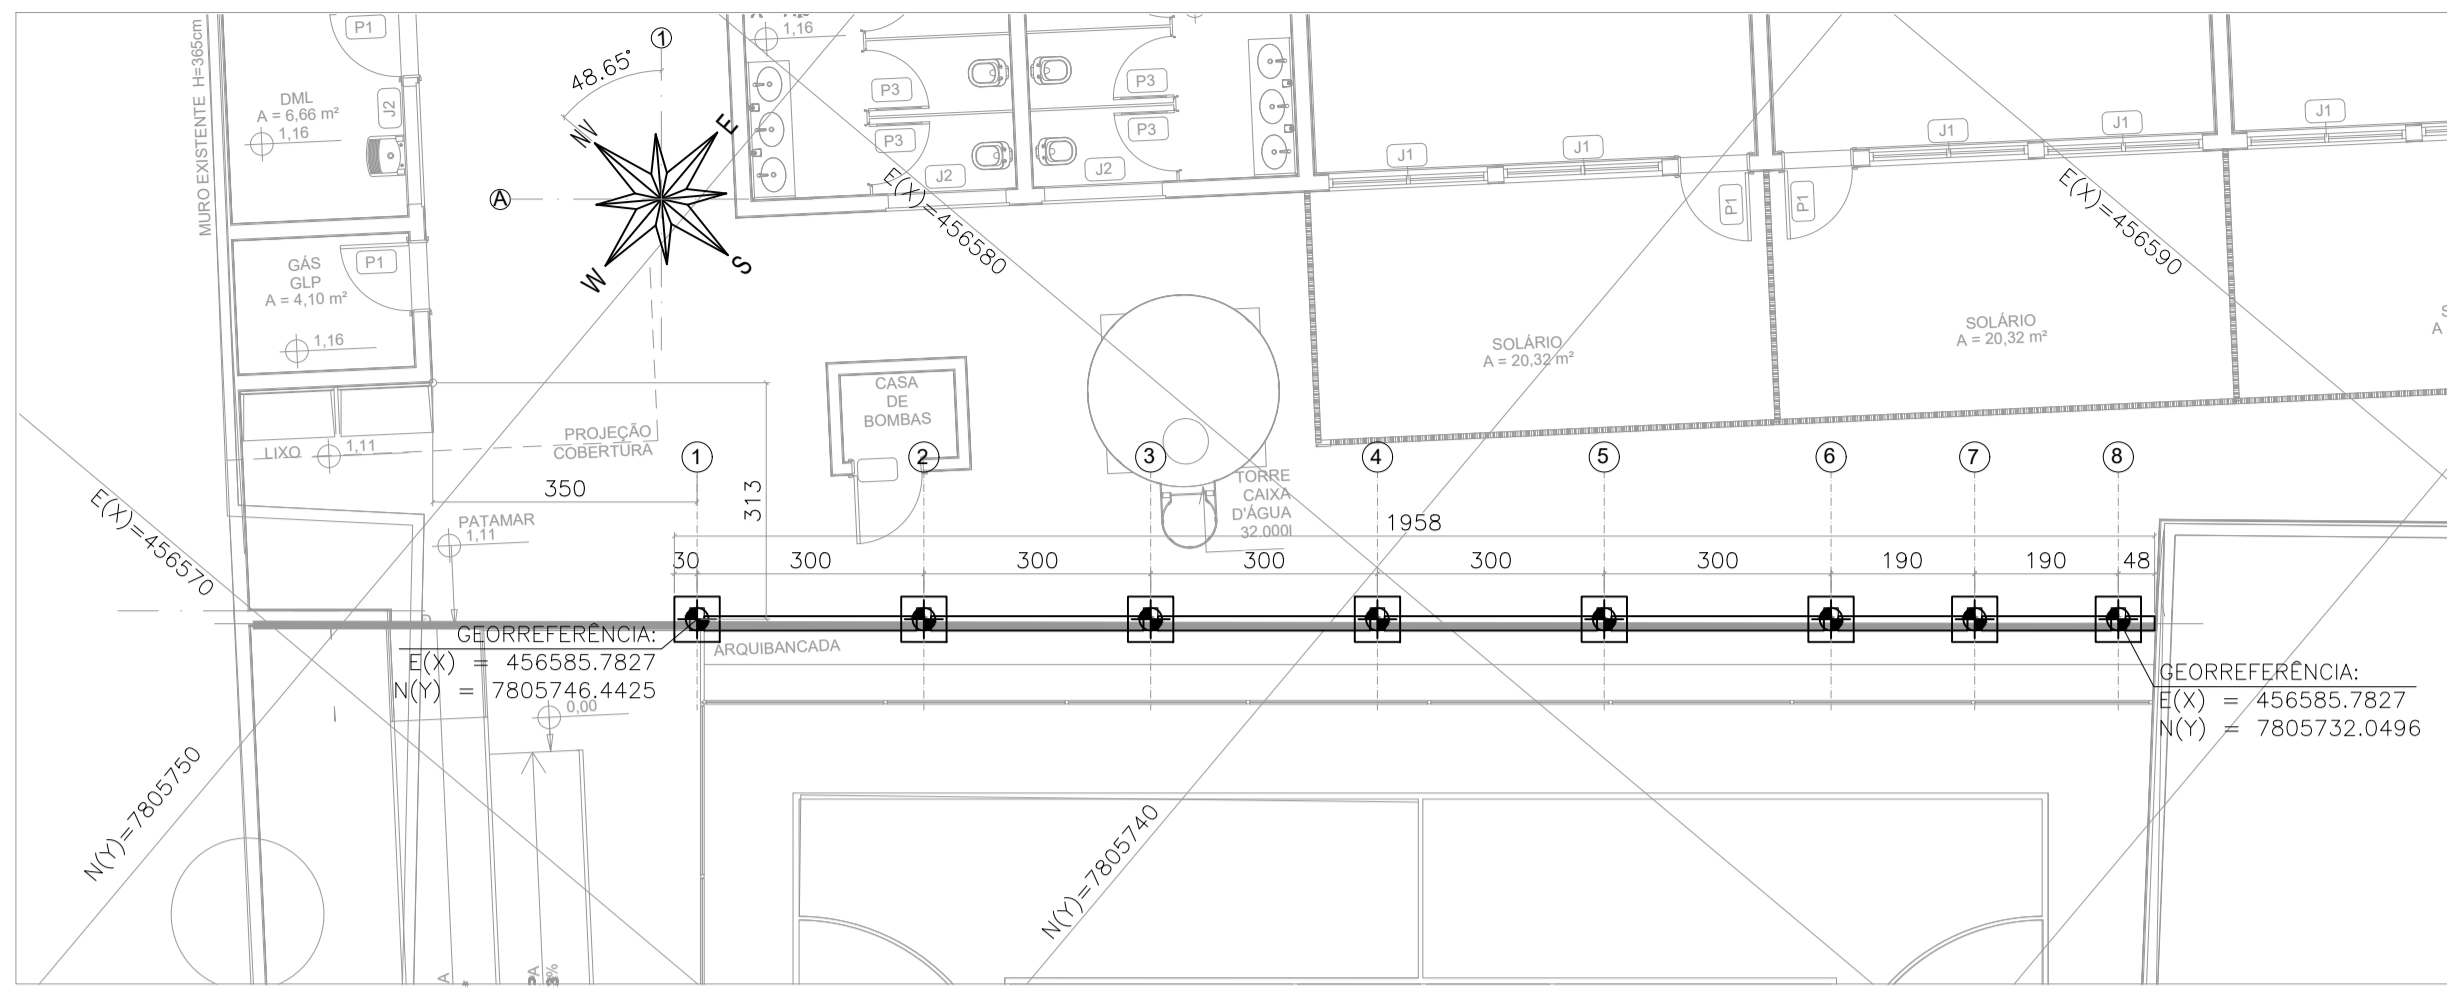 MURO EXISTENTE H=365cm
P1
DML
A = 6,66 m²
1,16
J2
GÁS
GLP
A = 4,10 m²
P1
1,16
LIXO
1,11
PROJEÇÃO
COBERTURA
48.65°
1
A
NV
E
W
S
1,16
P3
P3
P3
P3
J2
J2
J1
J1
J1
J1
J1
P1
P1
E(X)=456580
E(X)=456590
SOLÁRIO
A = 20,32 m²
SOLÁRIO
A = 20,32 m²
S
A
CASA
DE
BOMBAS
TORRE
CAIXA
D'ÁGUA
32.000l
1
2
3
4
5
6
7
8
350
313
1958
30
300
300
300
300
300
190
190
48
E(X)=456570
PATAMAR
1,11
GEORREFERÊNCIA:
E(X) = 456585.7827
N(Y) = 7805746.4425
ARQUIBANCADA
0,00
GEORREFERÊNCIA:
E(X) = 456585.7827
N(Y) = 7805732.0496
N(Y)=7805750
N(Y)=7805740
A